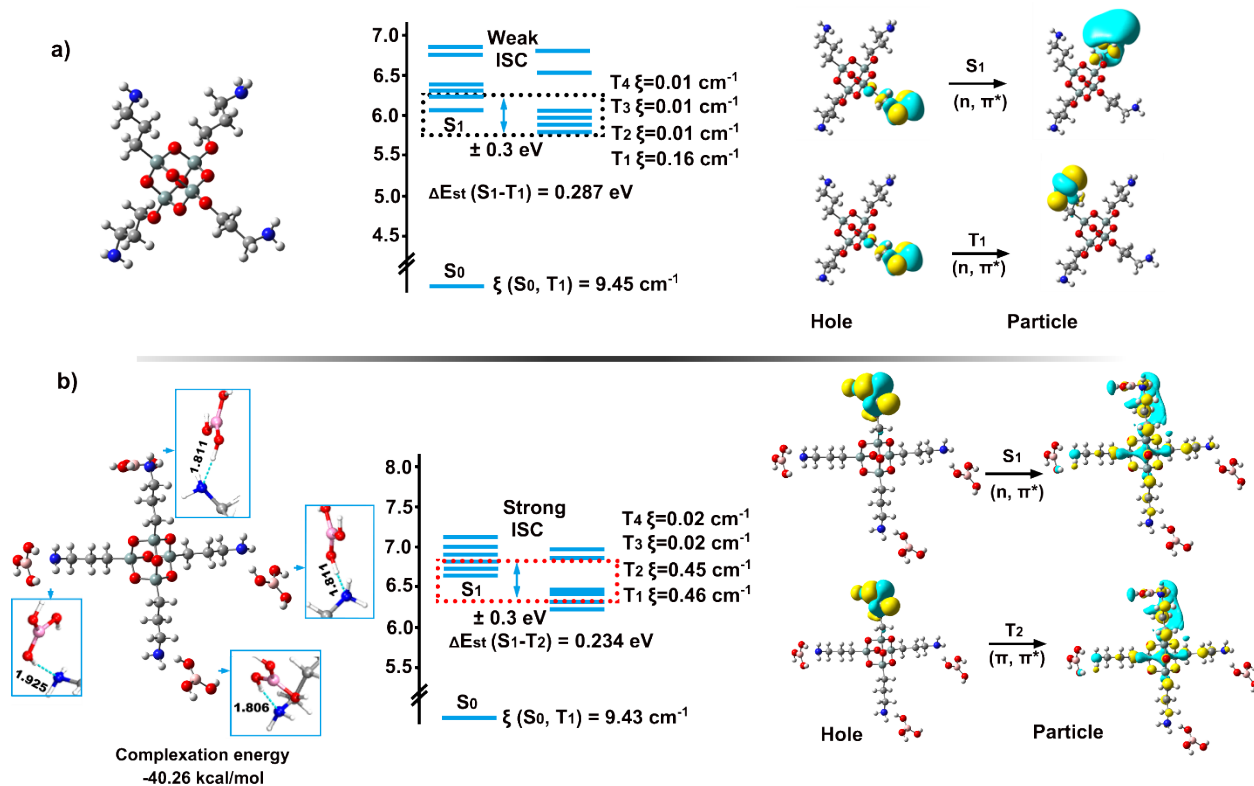 a)
7.0
6.5
6.0
5.5
5.0
4.5
Weak
ISC
S1
± 0.3 eV
T4 ξ=0.01 cm-1
T3 ξ=0.01 cm-1
T2 ξ=0.01 cm-1
T1 ξ=0.16 cm-1
ΔEst (S1-T1) = 0.287 eV
S0
ξ (S0, T1) = 9.45 cm-1
S1
(n, π*)
T1
(n, π*)
Hole
Particle
b)
1.811
1.811
1.925
1.806
Complexation energy
-40.26 kcal/mol
8.0
7.5
7.0
6.5
6.0
5.5
Strong
ISC
S1
± 0.3 eV
T4 ξ=0.02 cm-1
T3 ξ=0.02 cm-1
T2 ξ=0.45 cm-1
T1 ξ=0.46 cm-1
ΔEst (S1-T2) = 0.234 eV
S0
ξ (S0, T1) = 9.43 cm-1
S1
(n, π*)
T2
(π, π*)
Hole
Particle